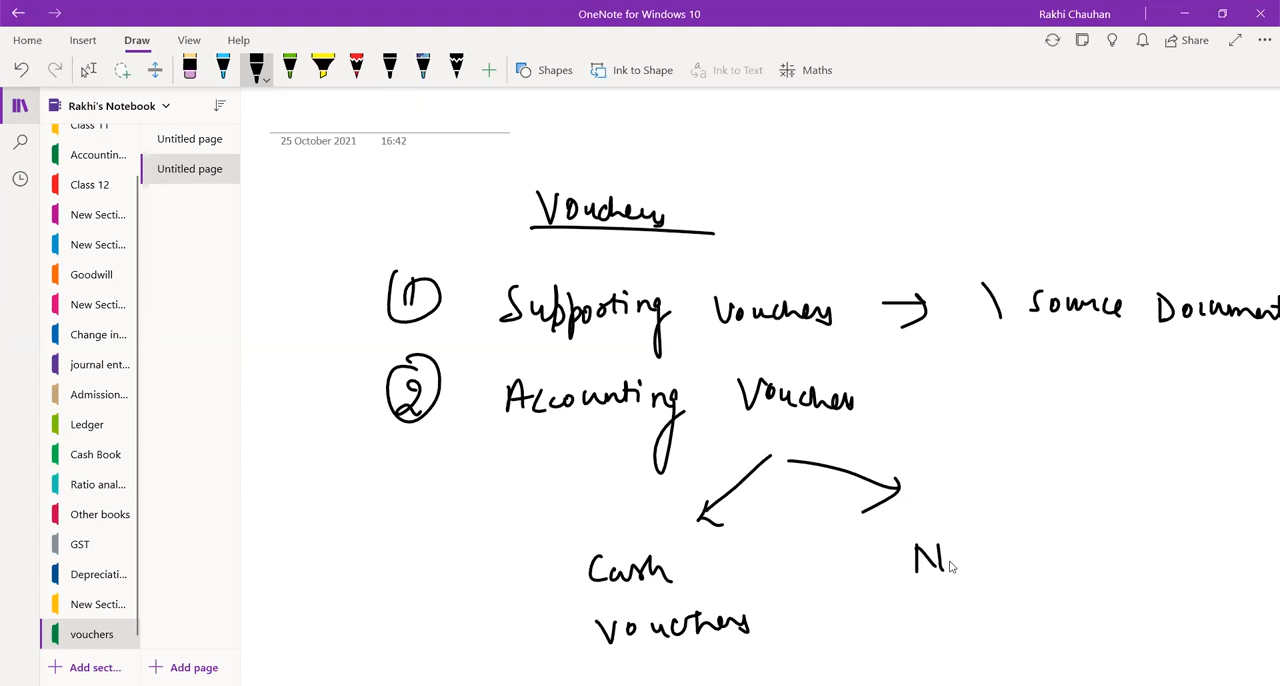 OneNote for Windows 10
Rakhi Chauhan
Home Insert Draw View Help
Share
Shapes Ink to Shape Ink to Text Maths
Rakhi's Notebook
Class 11
Accountin...
Class 12
New Secti...
New Secti...
Goodwill
New Secti...
Change in...
journal ent...
Admission...
Ledger
Cash Book
Ratio anal...
Other books
GST
Depreciati...
New Secti...
vouchers
Add sect...
Untitled page
Untitled page
Add page
25 October 2021 16:42
Vouchers
① Supporting Vouchers → \ Source Document
② Accounting Voucher
Cash
Vouchers
N